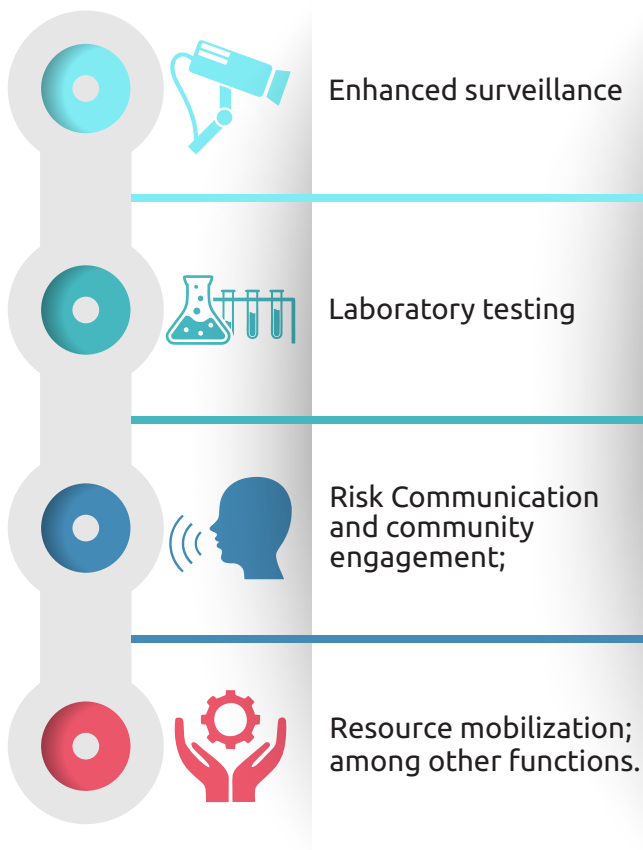 Enhanced surveillance
Laboratory testing
Risk Communication
and community
engagement;
Resource mobilization;
among other functions.